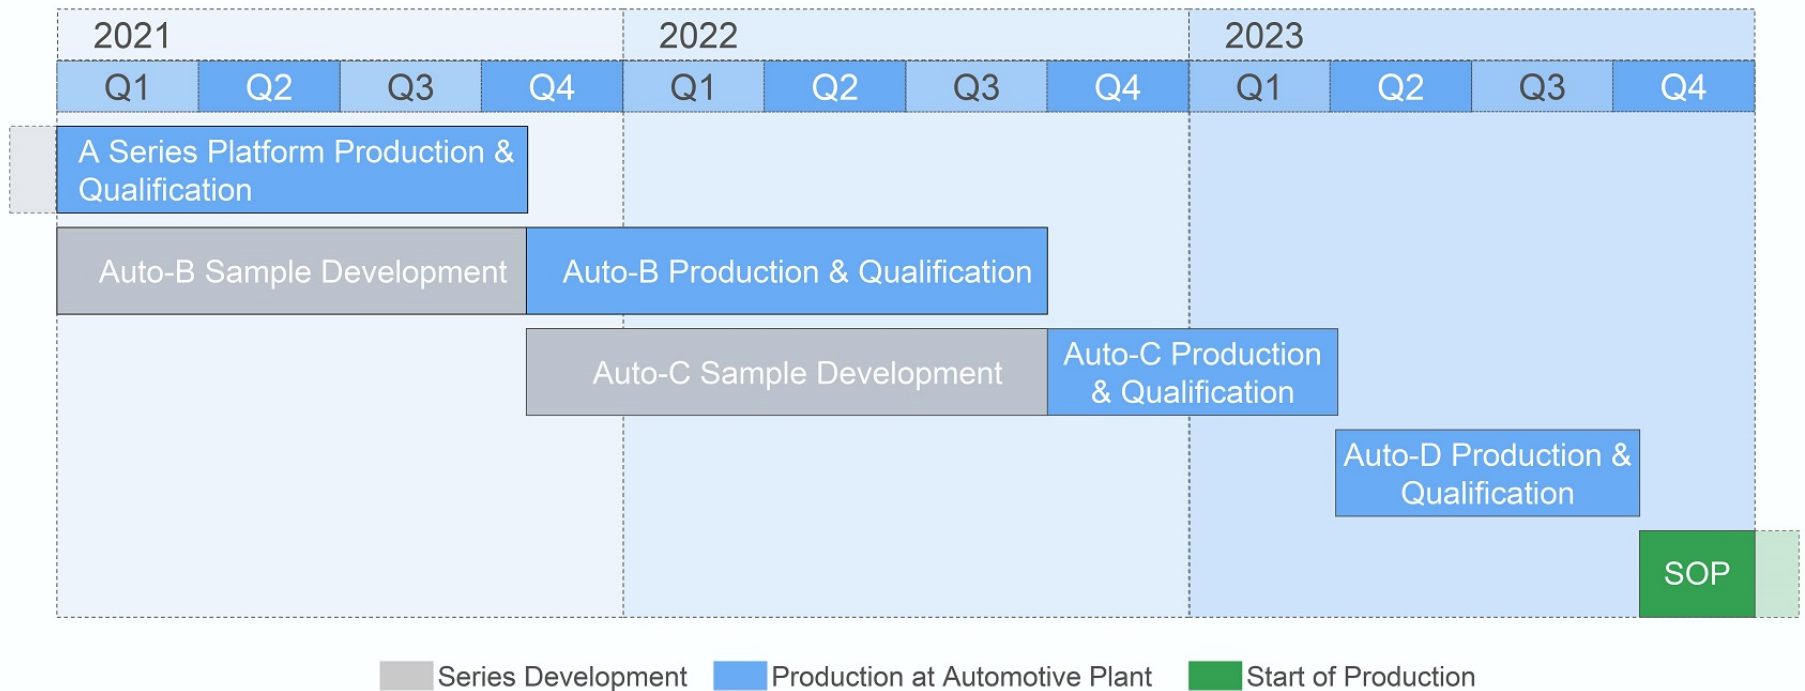 2021 2022 2023
Q1 Q2 Q3 Q4 Q1 Q2 Q3 Q4 Q1 Q2 Q3 Q4
A Series Platform Production &
Qualification
Auto-B Sample Development Auto-B Production & Qualification
Auto-C Sample Development
Auto-C Production
& Qualification
Auto-D Production &
Qualification
SOP
Series Development Production at Automotive Plant Start of Production